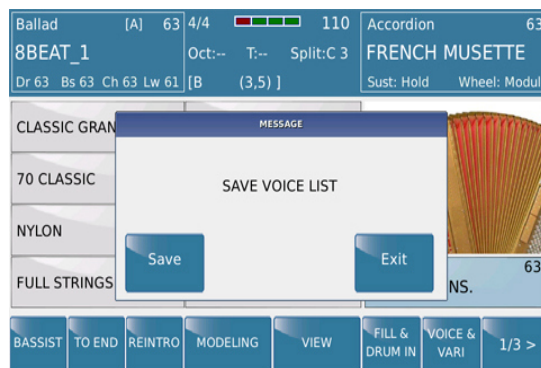 Ballad [A] 63 4/4 110 Accordion 63
8BEAT_1 Oct:-- T:-- Split:C 3 FRENCH MUSETTE
Dr 63 Bs 63 Ch 63 Lw 61 [B (3,5) ] Sust: Hold Wheel: Modul
CLASSIC GRAN
MESSAGE
70 CLASSIC
SAVE VOICE LIST
NYLON
Save Exit
FULL STRINGS NS. 63
BASSIST TO END REINTRO MODELING VIEW FILL & DRUM IN VOICE & VARI 1/3 >